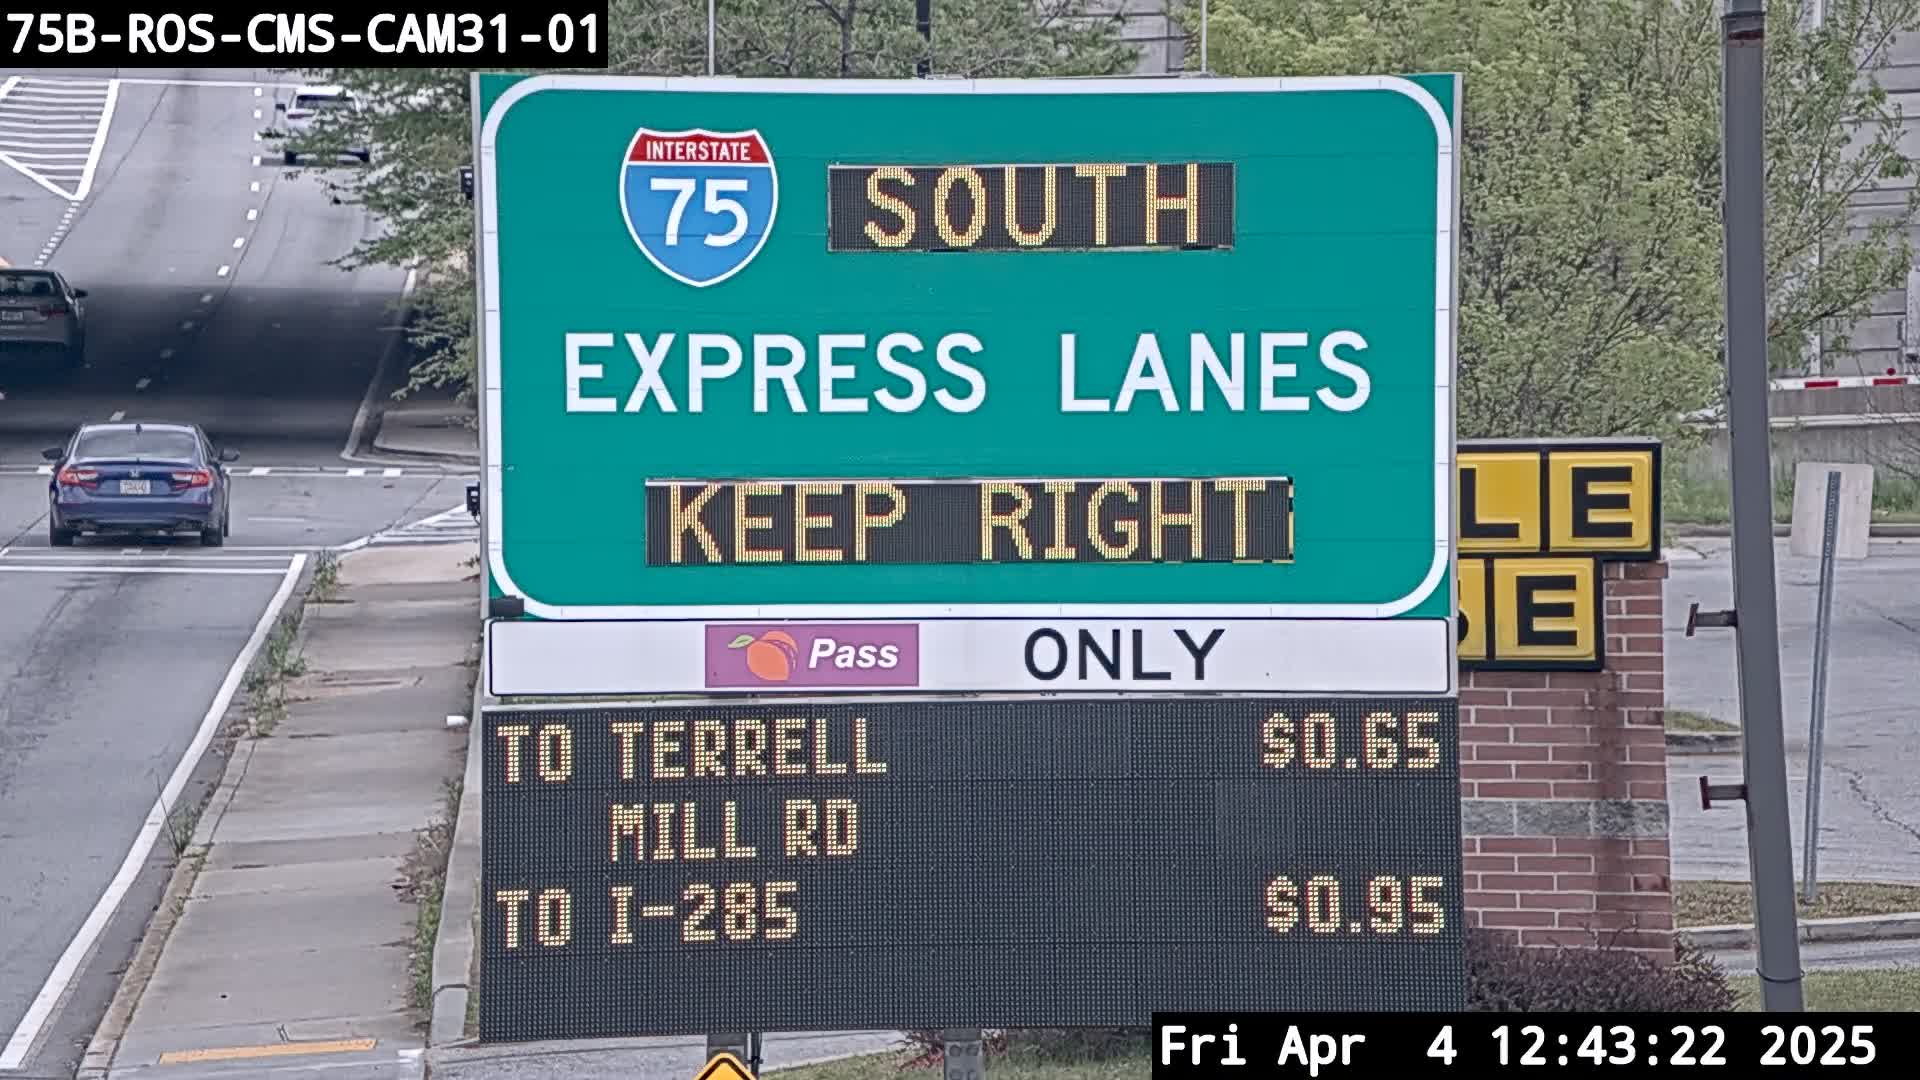 75B-ROS-CMS-CAM31-01
INTERSTATE
75
SOUTH
EXPRESS LANES
KEEP RIGHT
Pass ONLY
TO TERRELL $0.65
MILL RD
TO I-285 $0.95
LE
E
Fri Apr 4 12:43:22 2025